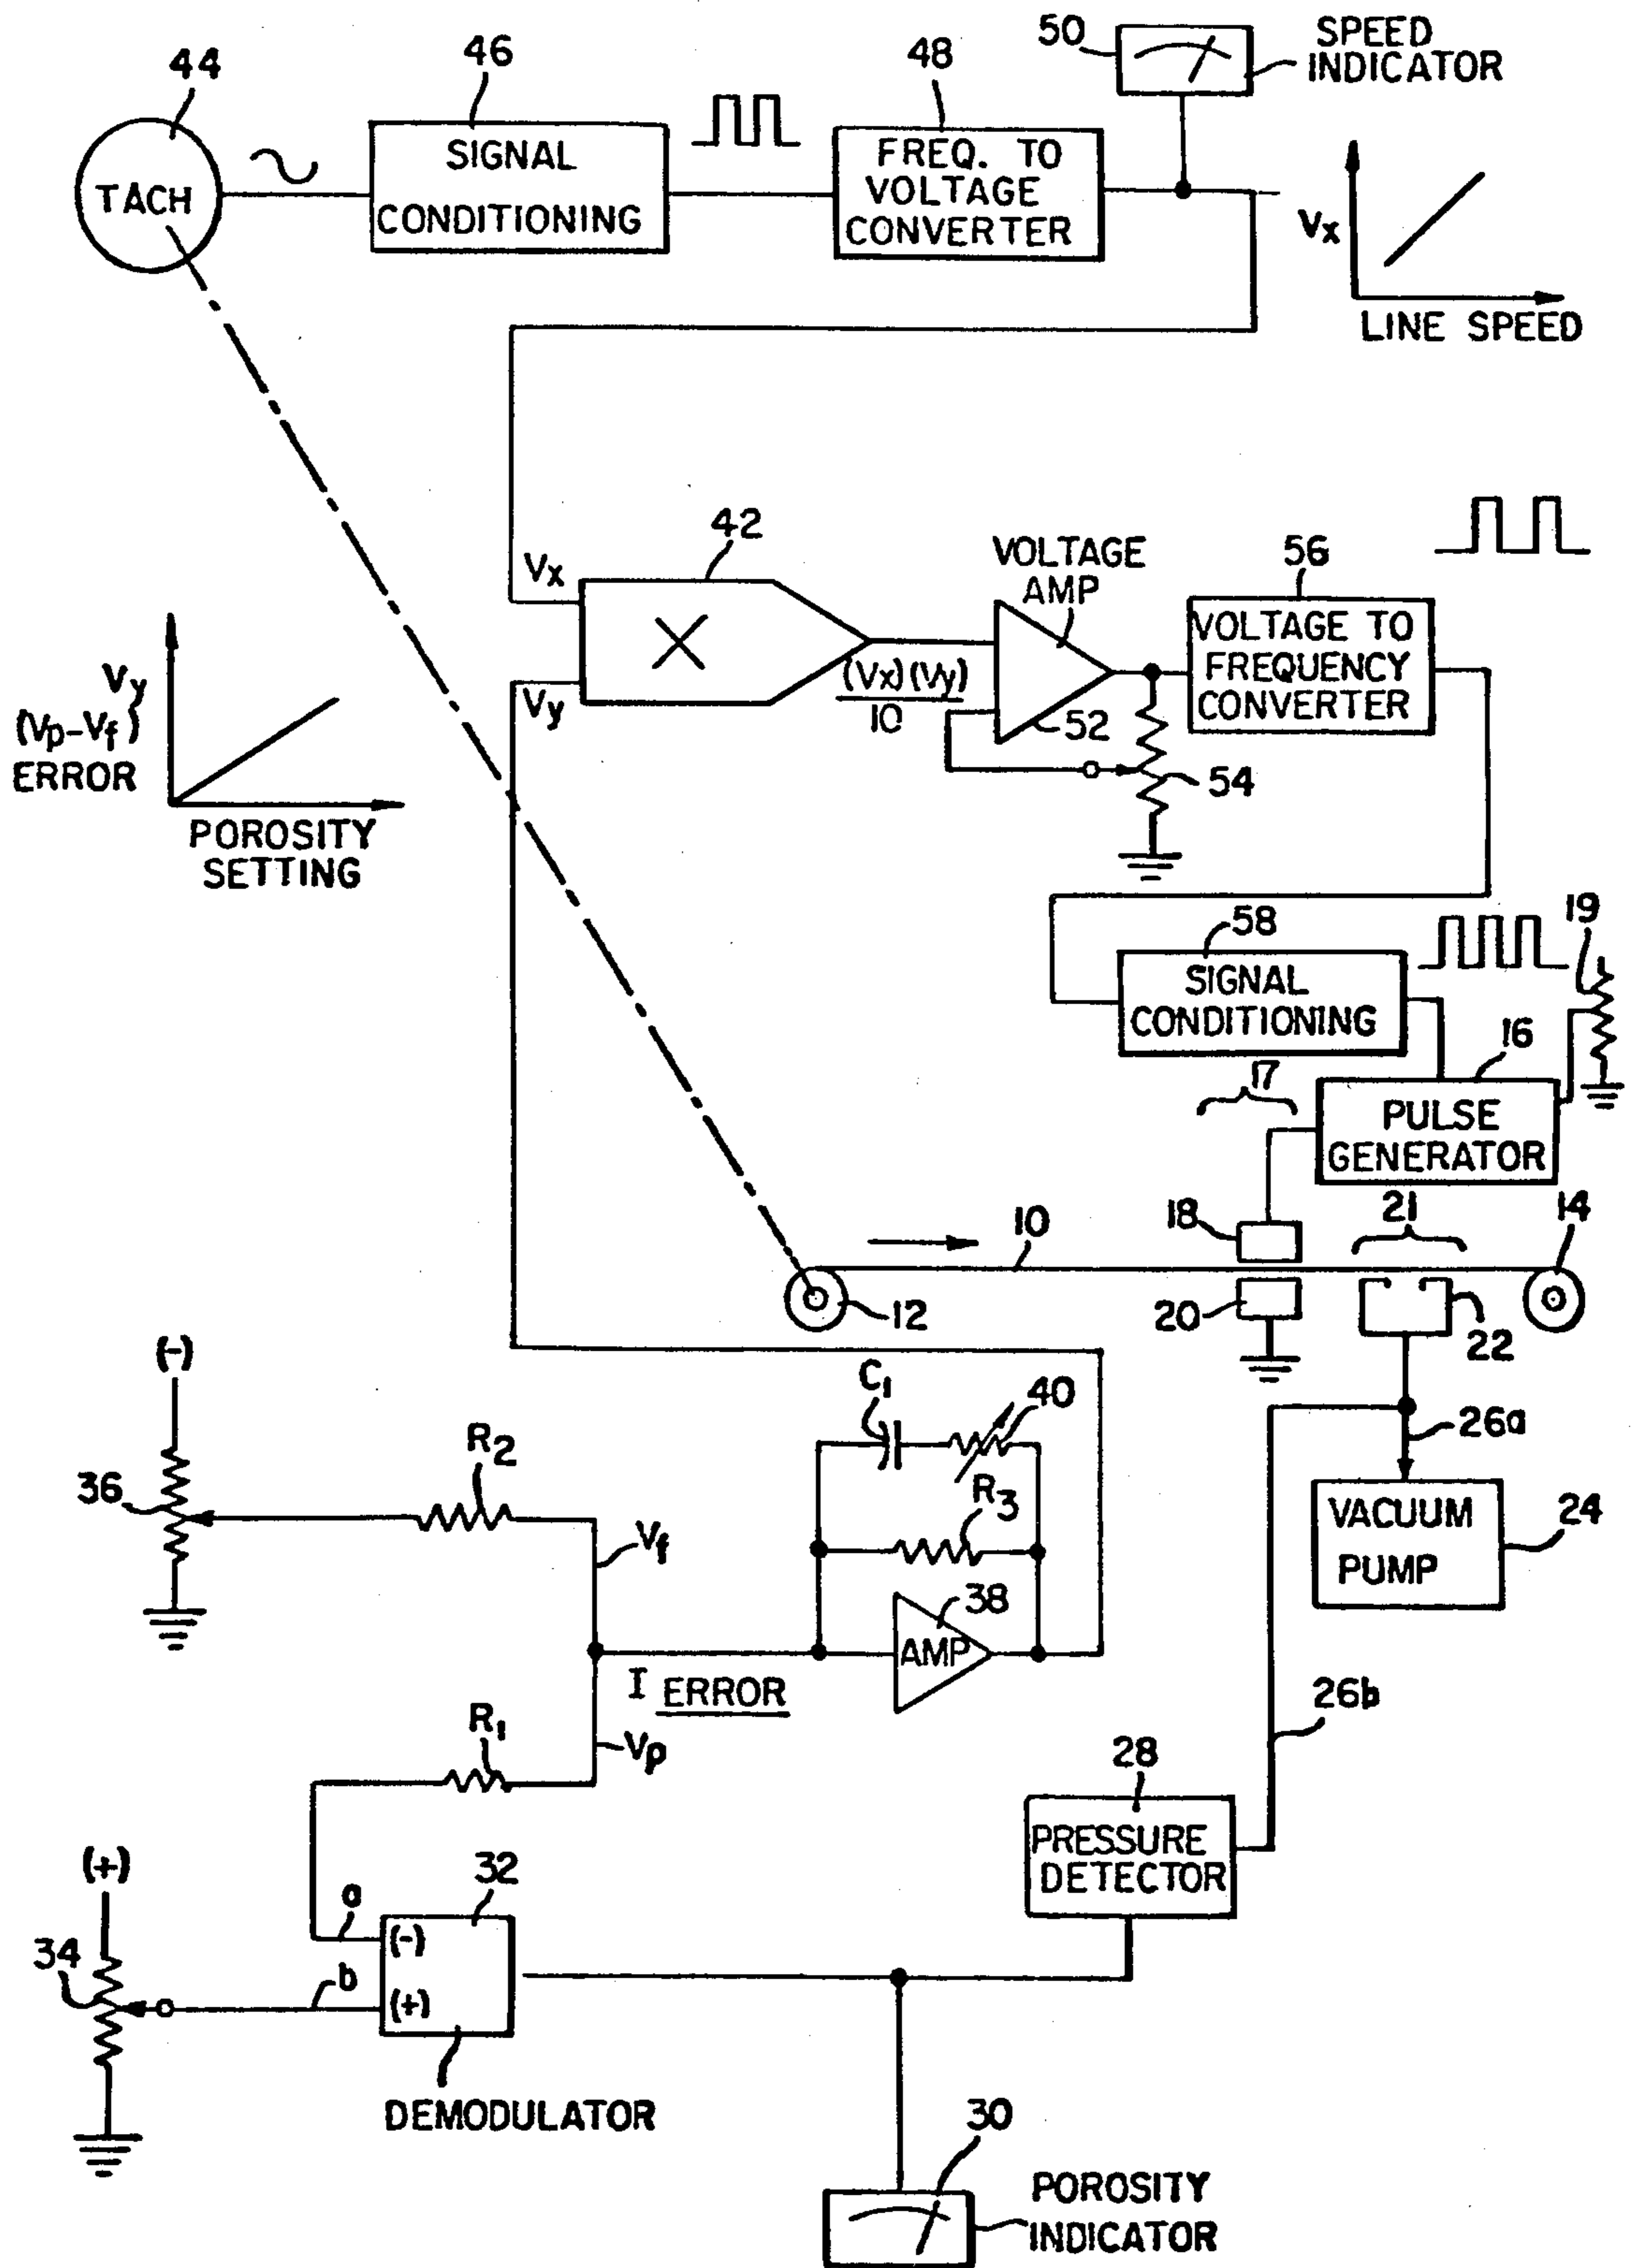 44
TACH
46
SIGNAL
CONDITIONING
48
FREQ. TO
VOLTAGE
CONVERTER
50
SPEED
INDICATOR
Vx
LINE SPEED
42
Vx
Vy
(Vx)(Vy)
10
VOLTAGE
AMP
52
54
56
VOLTAGE TO
FREQUENCY
CONVERTER
Vy
(Vp-Vf)
ERROR
POROSITY
SETTING
58
SIGNAL
CONDITIONING
19
16
PULSE
GENERATOR
17
18
20
10
12
21
14
22
26a
VACUUM
PUMP
24
(-)
36
R2
Vf
C1
40
R3
38
AMP
I ERROR
R1
Vp
26b
28
PRESSURE
DETECTOR
(+)
34
a
b
32
(-)
(+)
DEMODULATOR
30
POROSITY
INDICATOR